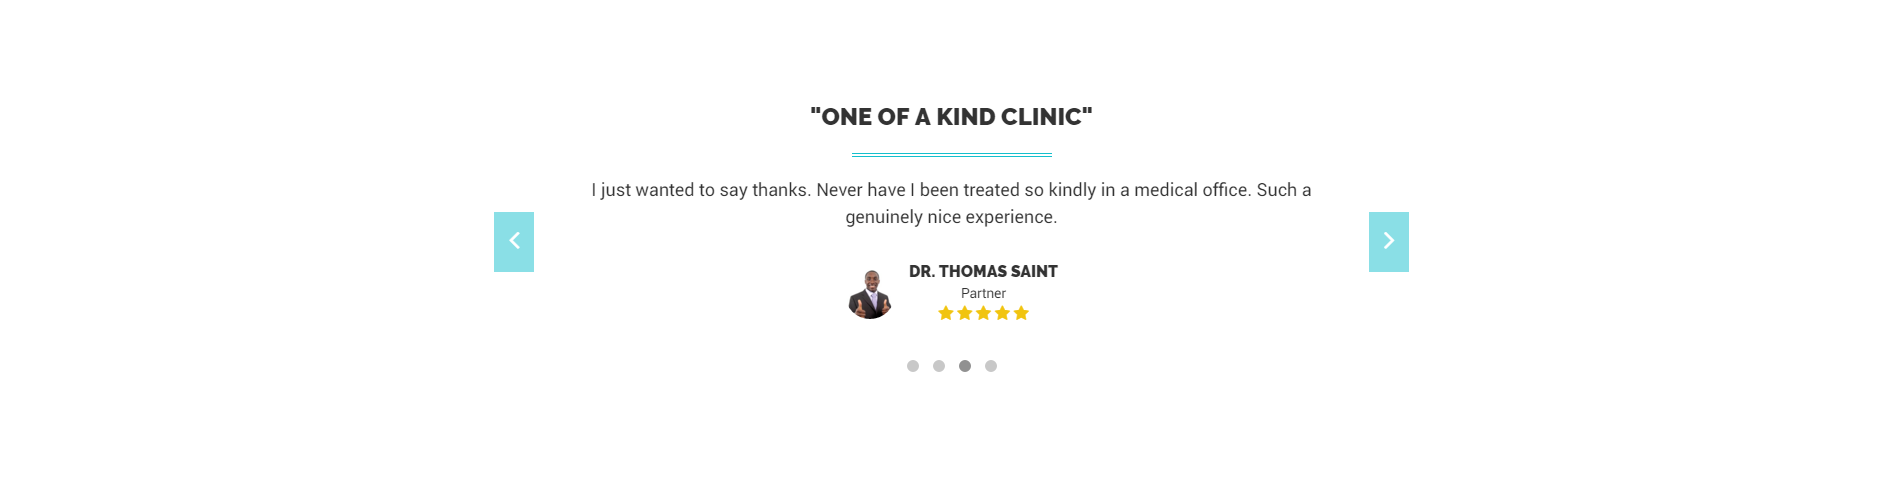 "ONE OF A KIND CLINIC"
I just wanted to say thanks. Never have I been treated so kindly in a medical office. Such a
genuinely nice experience.
DR. THOMAS SAINT
Partner